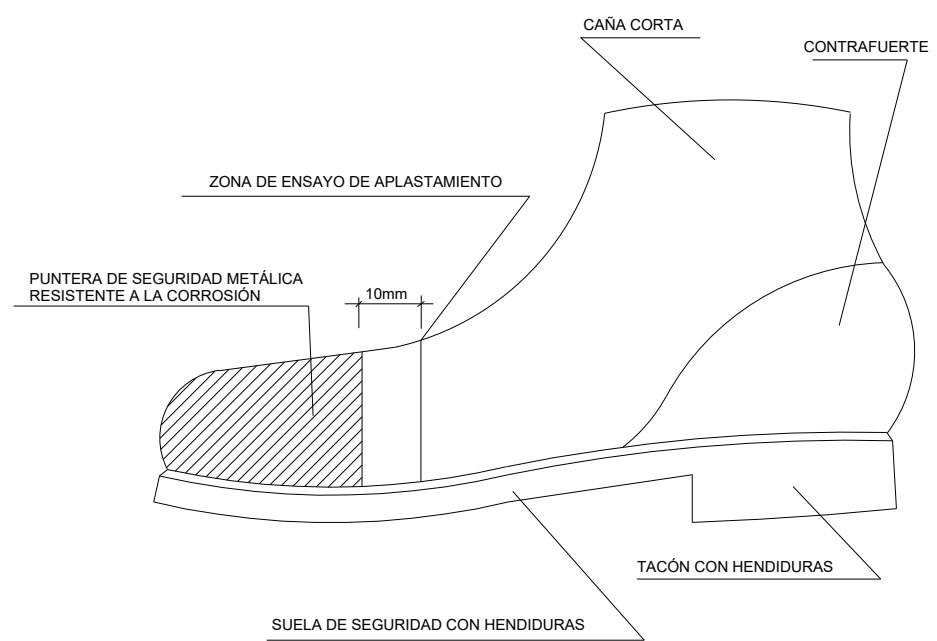 CAÑA CORTA
CONTRAFUERTE
ZONA DE ENSAYO DE APLASTAMIENTO
PUNTERA DE SEGURIDAD METÁLICA
RESISTENTE A LA CORROSIÓN
10mm
TACÓN CON HENDIDURAS
SUELA DE SEGURIDAD CON HENDIDURAS